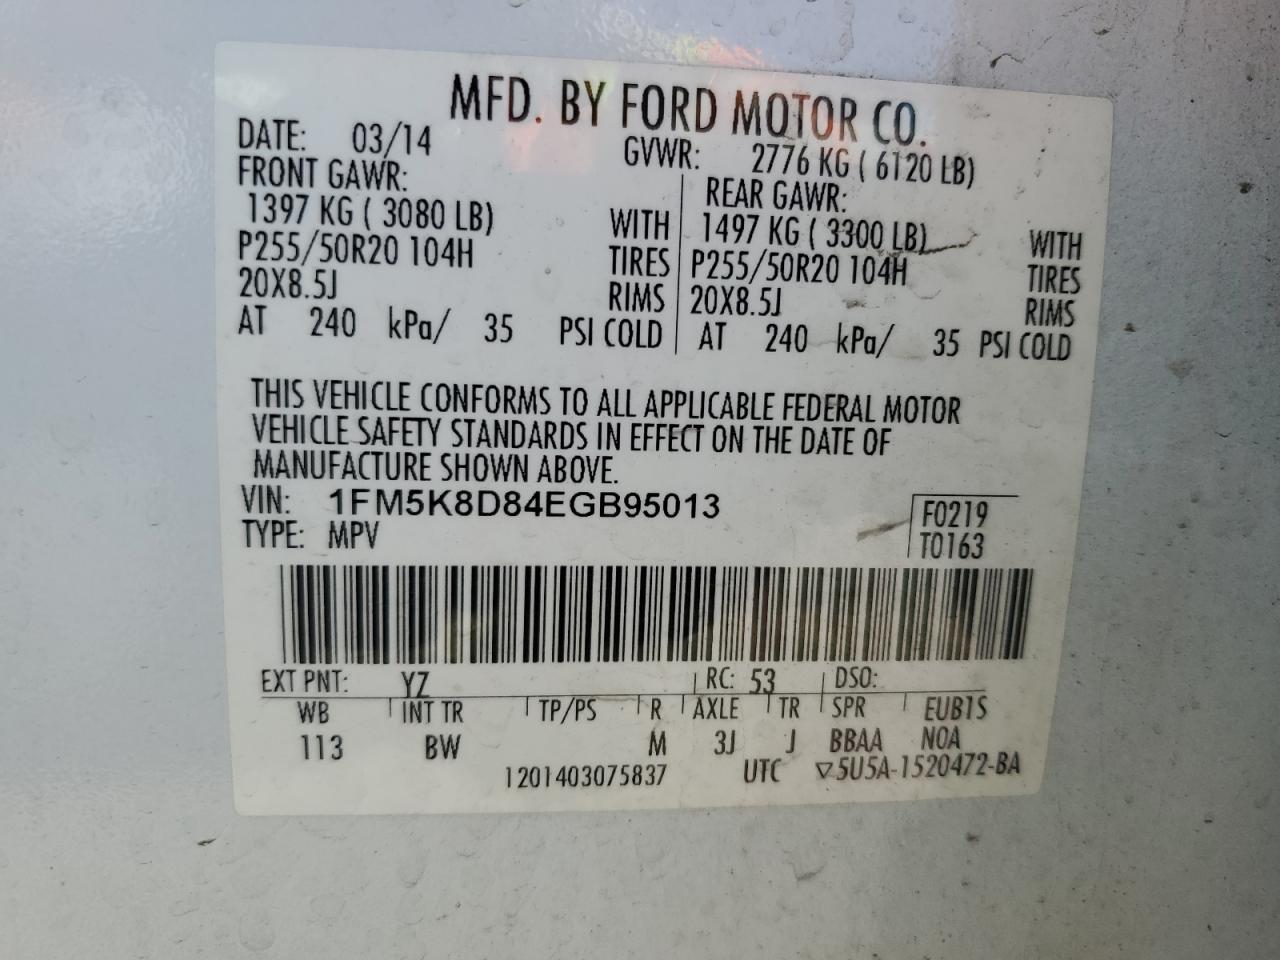 MFD. BY FORD MOTOR CO.
DATE: 03/14 GVWR: 2776 KG ( 6120 LB)
FRONT GAWR: REAR GAWR:
1397 KG ( 3080 LB) WITH 1497 KG ( 3300 LB) WITH
P255/50R20 104H TIRES P255/50R20 104H TIRES
20X8.5J RIMS 20X8.5J RIMS
AT 240 kPa/ 35 PSI COLD AT 240 kPa/ 35 PSI COLD
THIS VEHICLE CONFORMS TO ALL APPLICABLE FEDERAL MOTOR
VEHICLE SAFETY STANDARDS IN EFFECT ON THE DATE OF
MANUFACTURE SHOWN ABOVE.
VIN: 1FM5K8D84EGB95013 F0219
TYPE: MPV T0163
EXT PNT: YZ RC: 53 DSO:
WB INT TR TP/PS R AXLE TR SPR EUB1S
113 BW M 3J J BBAA NOA
1201403075837 UTC ▽5U5A-1520472-BA